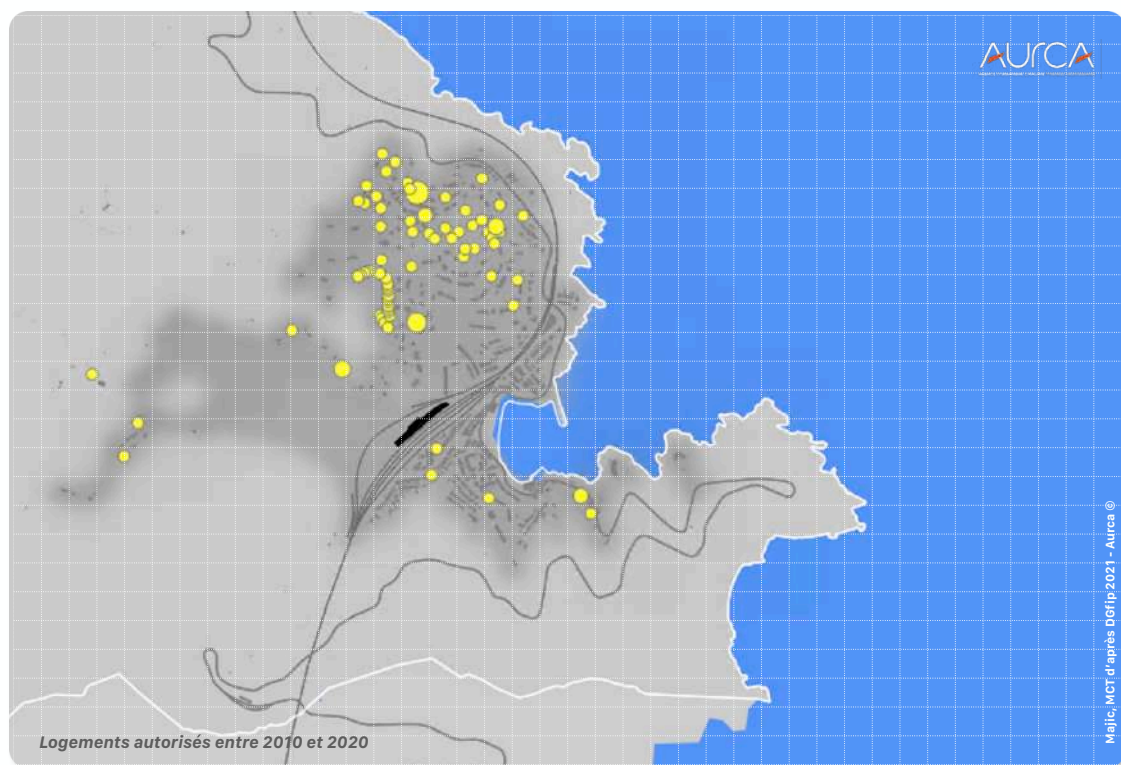 AURCA
Logements autorisés entre 2010 et 2020
Majic, MCT d'après DGfip 2021 - Aurca ©